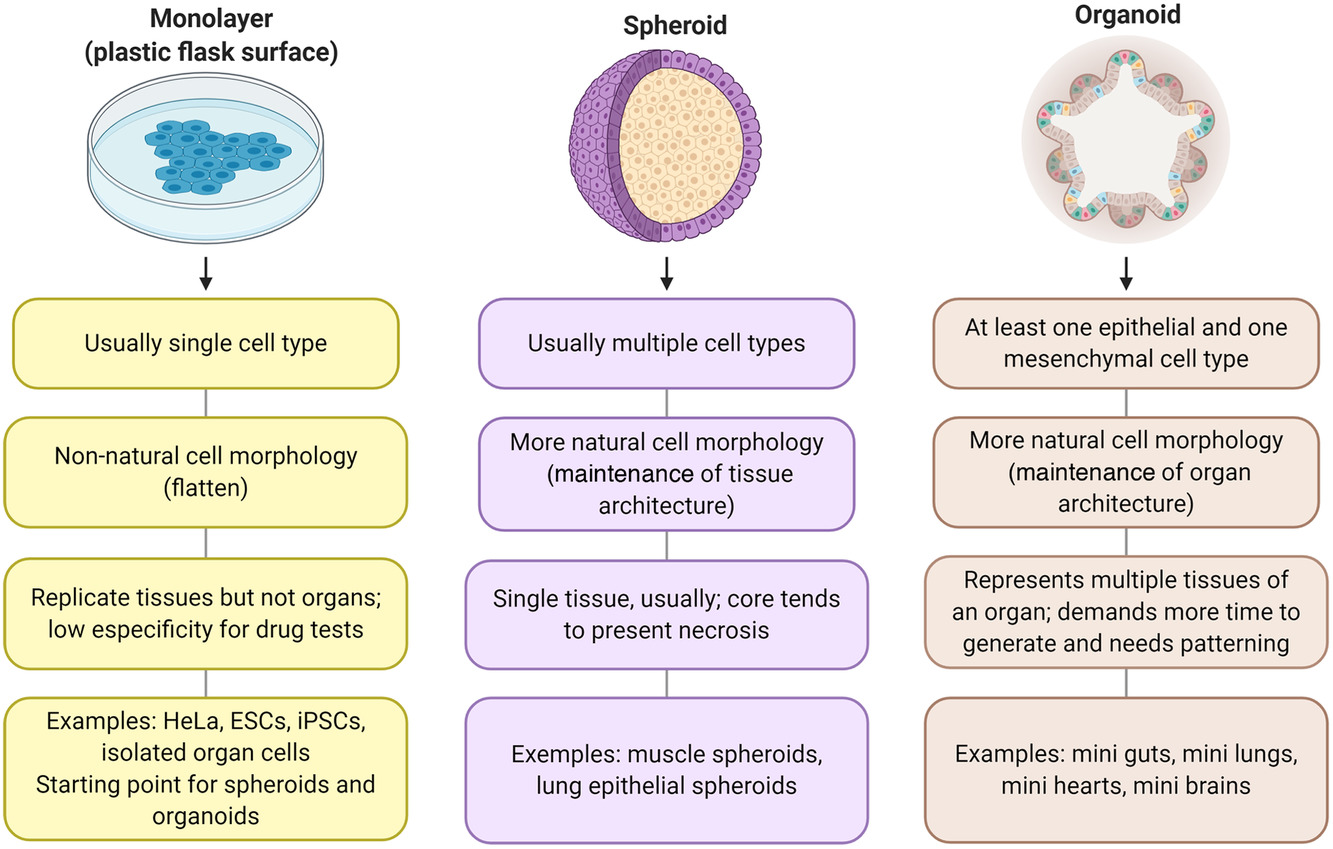 Monolayer
(plastic flask surface)
Usually single cell type
Non-natural cell morphology
(flatten)
Replicate tissues but not organs;
low especificity for drug tests
Examples: HeLa, ESCs, iPSCs,
isolated organ cells
Starting point for spheroids and
organoids
Spheroid
Usually multiple cell types
More natural cell morphology
(maintenance of tissue
architecture)
Single tissue, usually; core tends
to present necrosis
Exemples: muscle spheroids,
lung epithelial spheroids
Organoid
At least one epithelial and one
mesenchymal cell type
More natural cell morphology
(maintenance of organ
architecture)
Represents multiple tissues of
an organ; demands more time to
generate and needs patterning
Examples: mini guts, mini lungs,
mini hearts, mini brains